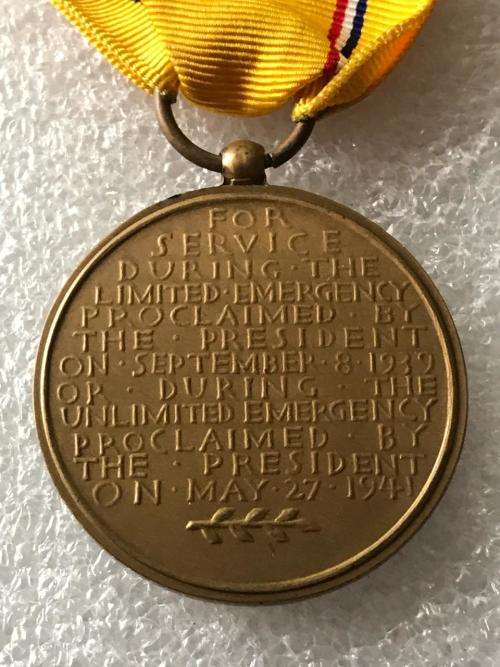 FOR
SERVICE
DURING · THE
LIMITED · EMERGENCY
PROCLAIMED · BY
THE · PRESIDENT
ON · SEPTEMBER · 8 · 1939
OR · DURING · THE
UNLIMITED EMERGENCY
PROCLAIMED · BY
THE · PRESIDENT
ON · MAY · 27 · 1941